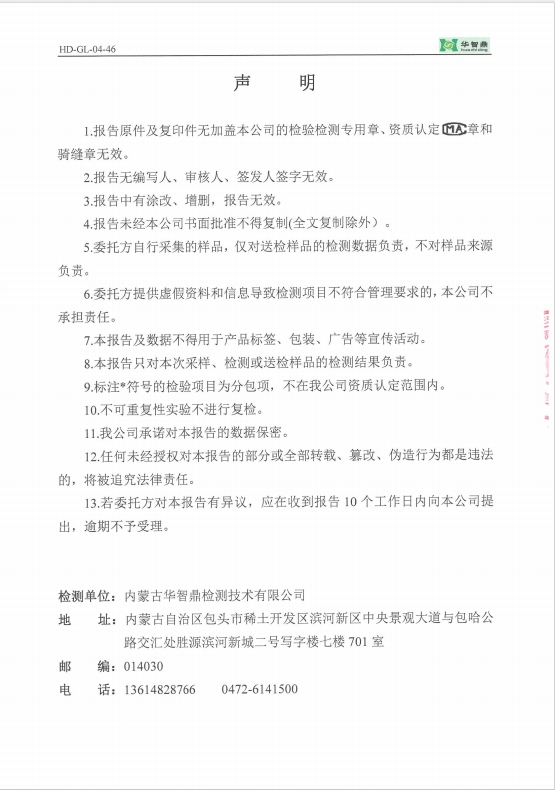 HD-GL-04-46
华智鼎
声 明
1.报告原件及复印件无加盖本公司的检验检测专用章、资质认定MA章和
骑缝章无效。
2.报告无编写人、审核人、签发人签字无效。
3.报告中有涂改、增删，报告无效。
4.报告未经本公司书面批准不得复制(全文复制除外）。
5.委托方自行采集的样品，仅对送检样品的检测数据负责，不对样品来源
负责。
6.委托方提供虚假资料和信息导致检测项目不符合管理要求的，本公司不
承担责任。
7.本报告及数据不得用于产品标签、包装、广告等宣传活动。
8.本报告只对本次采样、检测或送检样品的检测结果负责。
9.标注*符号的检验项目为分包项，不在我公司资质认定范围内。
10.不可重复性实验不进行复检。
11.我公司承诺对本报告的数据保密。
12.任何未经授权对本报告的部分或全部转载、篡改、伪造行为都是违法
的，将被追究法律责任。
13.若委托方对本报告有异议，应在收到报告 10 个工作日内向本公司提
出，逾期不予受理。
检测单位：内蒙古华智鼎检测技术有限公司
地 址：内蒙古自治区包头市稀土开发区滨河新区中央景观大道与包哈公
路交汇处胜源滨河新城二号写字楼七楼 701 室
邮 编：014030
电 话：13614828766 0472-6141500